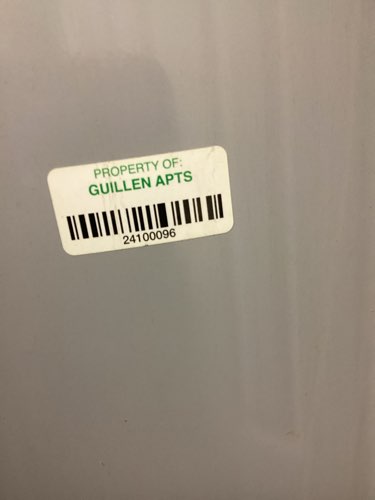 PROPERTY OF:
GUILLEN APTS
24100096